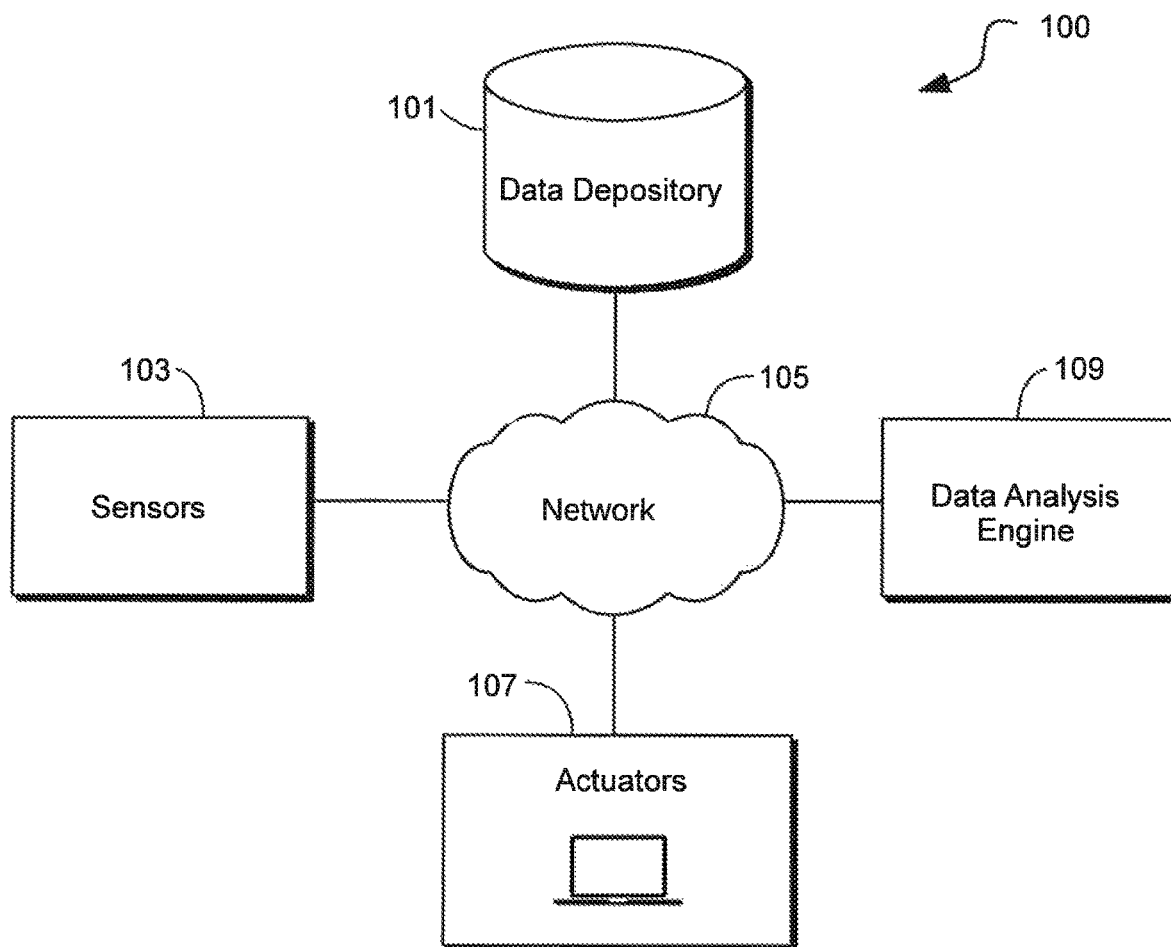 100
101
Data Depository
103
105
109
Sensors
Network
Data Analysis
Engine
107
Actuators